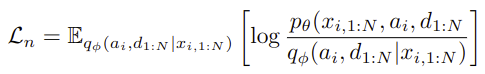 \mathcal{L}_n = \mathbb{E}_{q_\phi(a_i, d_{1:N}|x_{i,1:N})} \left[ \log \frac{p_\theta(x_{i,1:N}, a_i, d_{1:N}}{q_\phi(a_i, d_{1:N}|x_{i,1:N})} \right]